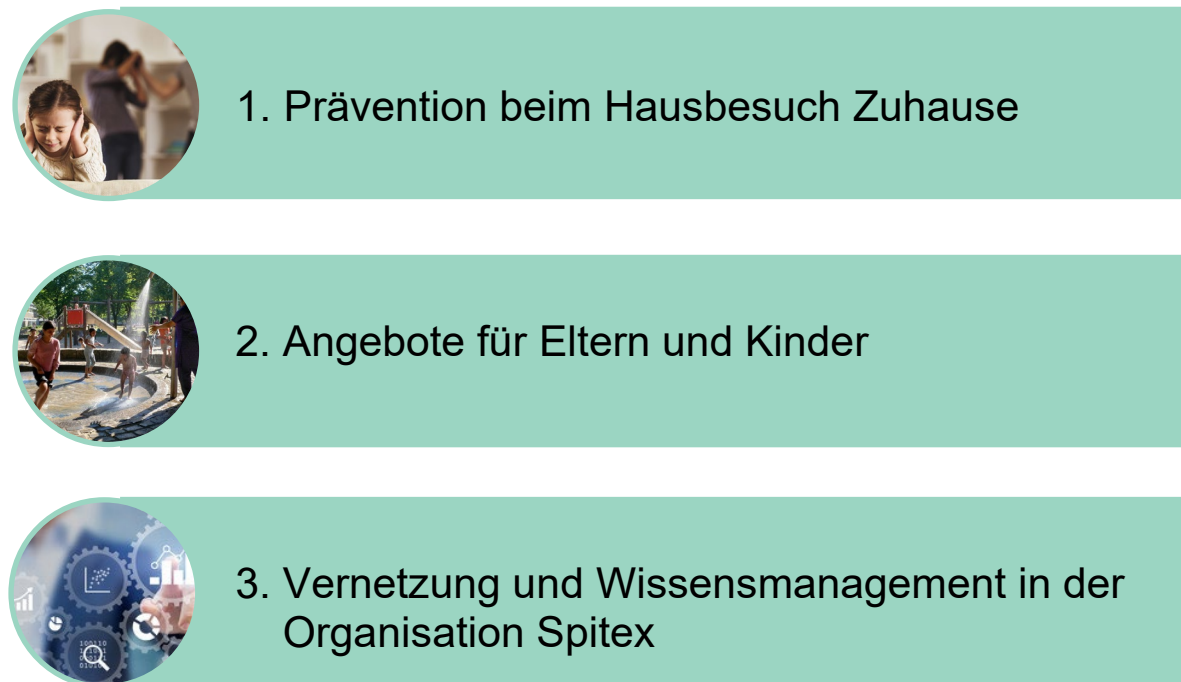 1. Prävention beim Hausbesuch Zuhause
2. Angebote für Eltern und Kinder
3. Vernetzung und Wissensmanagement in der
Organisation Spitex